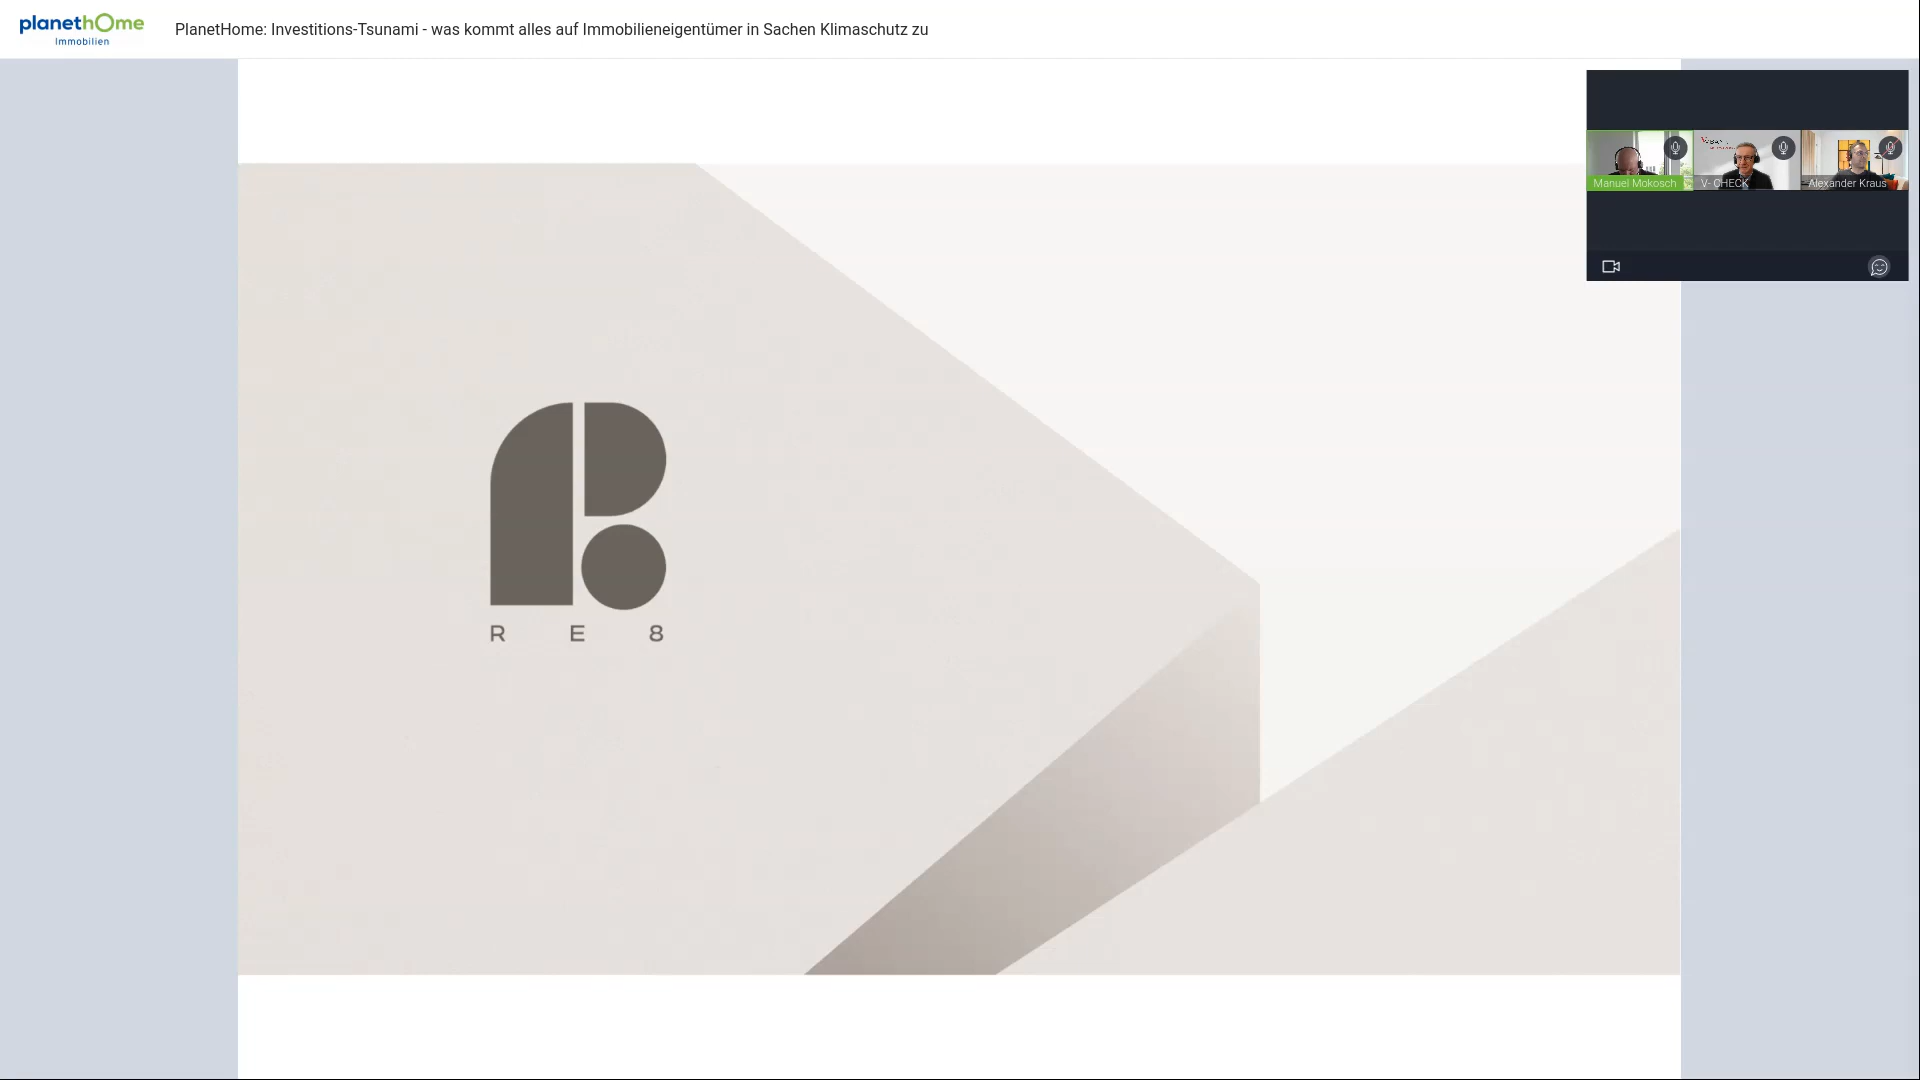 planethome
Immobilien
PlanetHome: Investitions-Tsunami - was kommt alles auf Immobilieneigentümer in Sachen Klimaschutz zu
Manuel Mokosch
V- CHECK
Alexander Kraus
R E 8